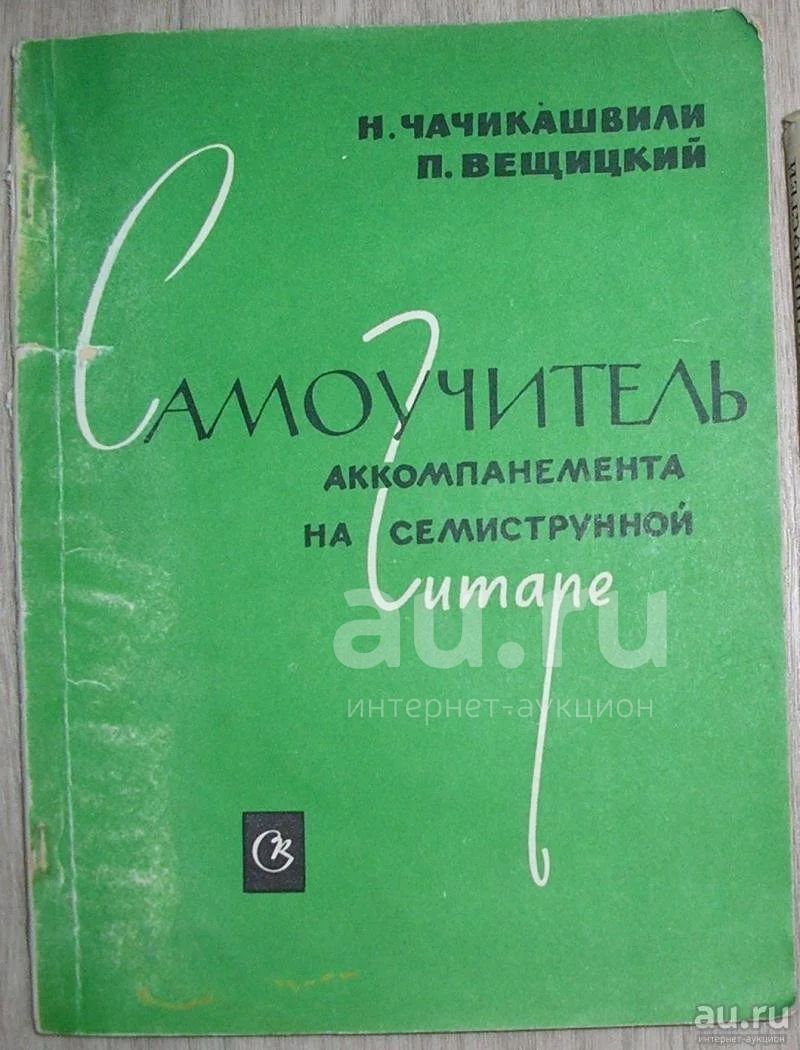 Н. ЧАЧИКАШВИЛИ
П. ВЕЩИЦКИЙ
САМОУЧИТЕЛЬ
АККОМПАНЕМЕНТА
НА СЕМИСТРУННОЙ
Гитаре
au.ru
интернет-аукцион
СК
au.ru
интернет-аукцион